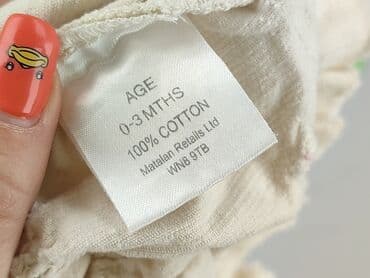 AGE
0-3 MTHS
100% COTTON
Matalan Retails Ltd
WN8 9TB